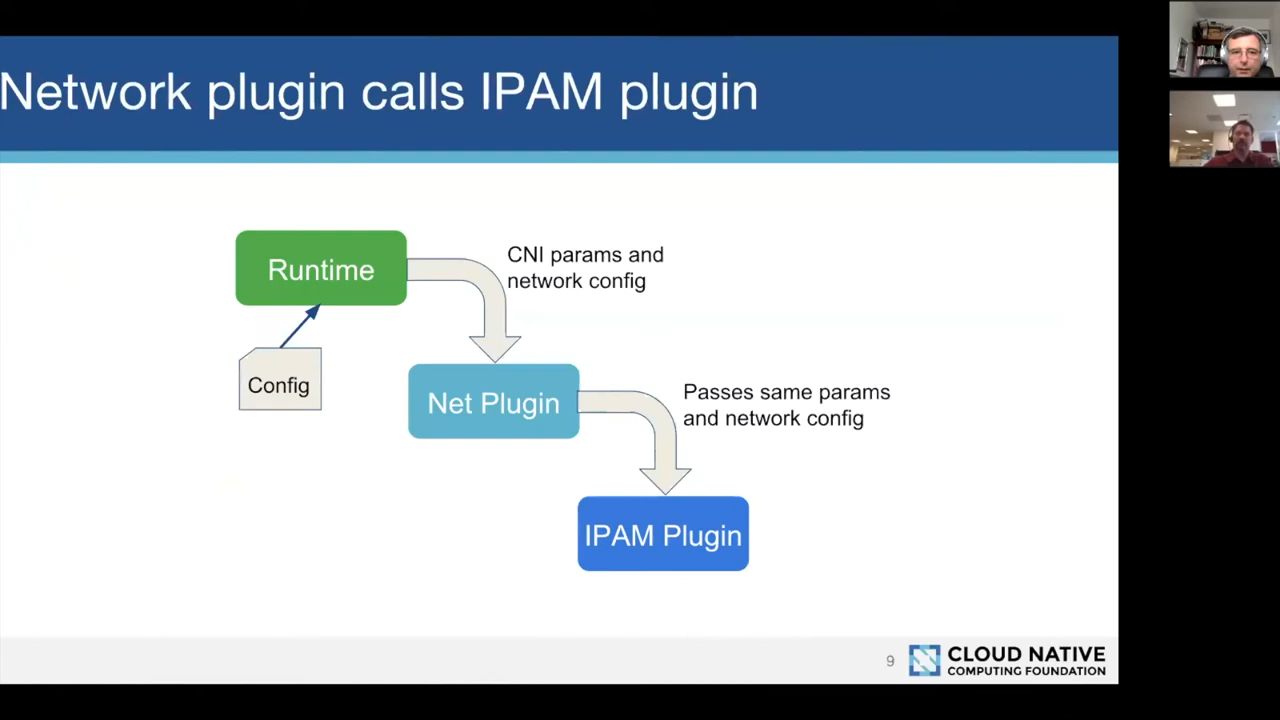 Network plugin calls IPAM plugin
Runtime
CNI params and
network config
Config
Net Plugin
Passes same params
and network config
IPAM Plugin
9
CLOUD NATIVE
COMPUTING FOUNDATION